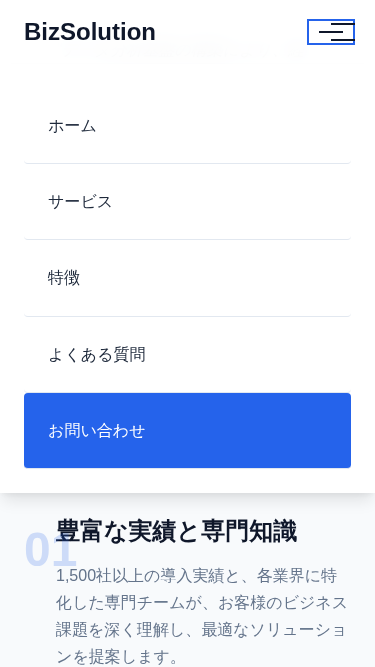 BizSolution
ホーム
サービス
特徴
よくある質問
お問い合わせ
01
豊富な実績と専門知識
1,500社以上の導入実績と、各業界に特
化した専門チームが、お客様のビジネス
課題を深く理解し、最適なソリューショ
ンを提案します。